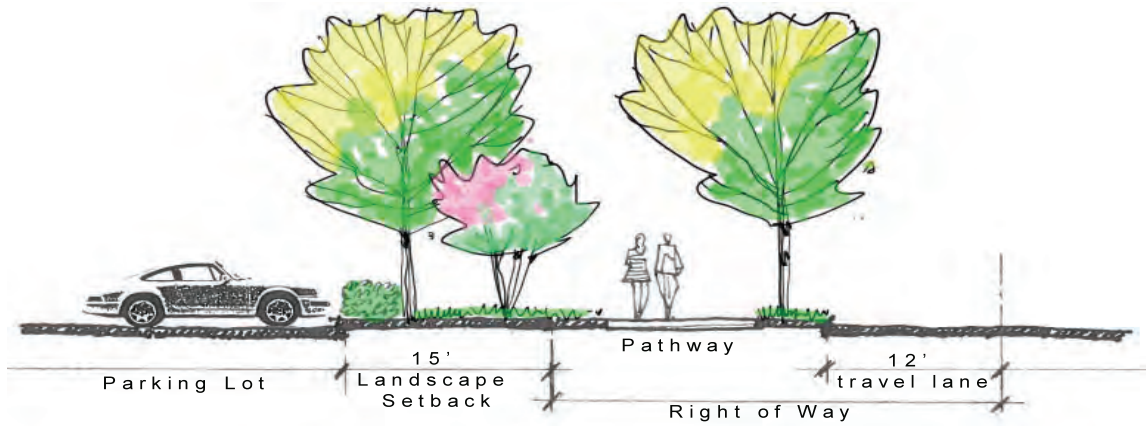 Pathway
15'
12'
Parking Lot
Landscape
travel lane
Setback
Right of Way